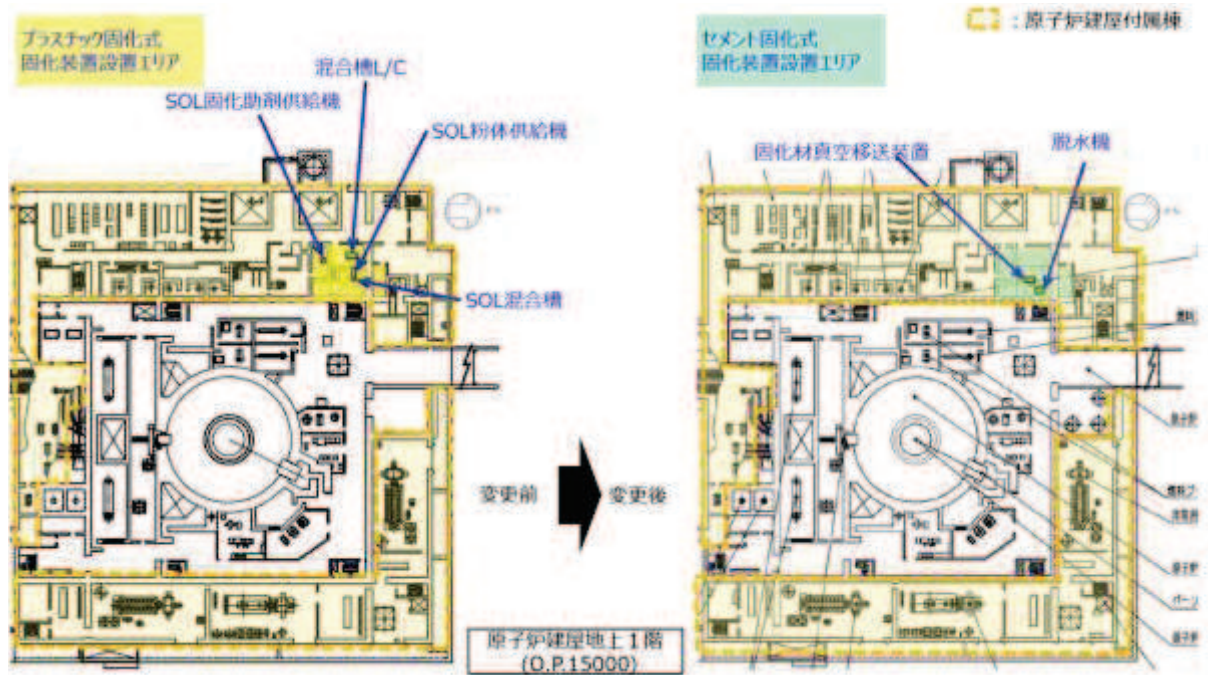 プラスチック固化式
固化装置設置エリア
混合槽L/C
SOL固化助剤供給機
SOL粉体供給機
SOL混合槽
変更前
変更後
セメント固化式
固化装置設置エリア
：原子炉建屋付属棟
固化材真空移送装置
脱水機
原子炉建屋地上1階
(O.P.15000)